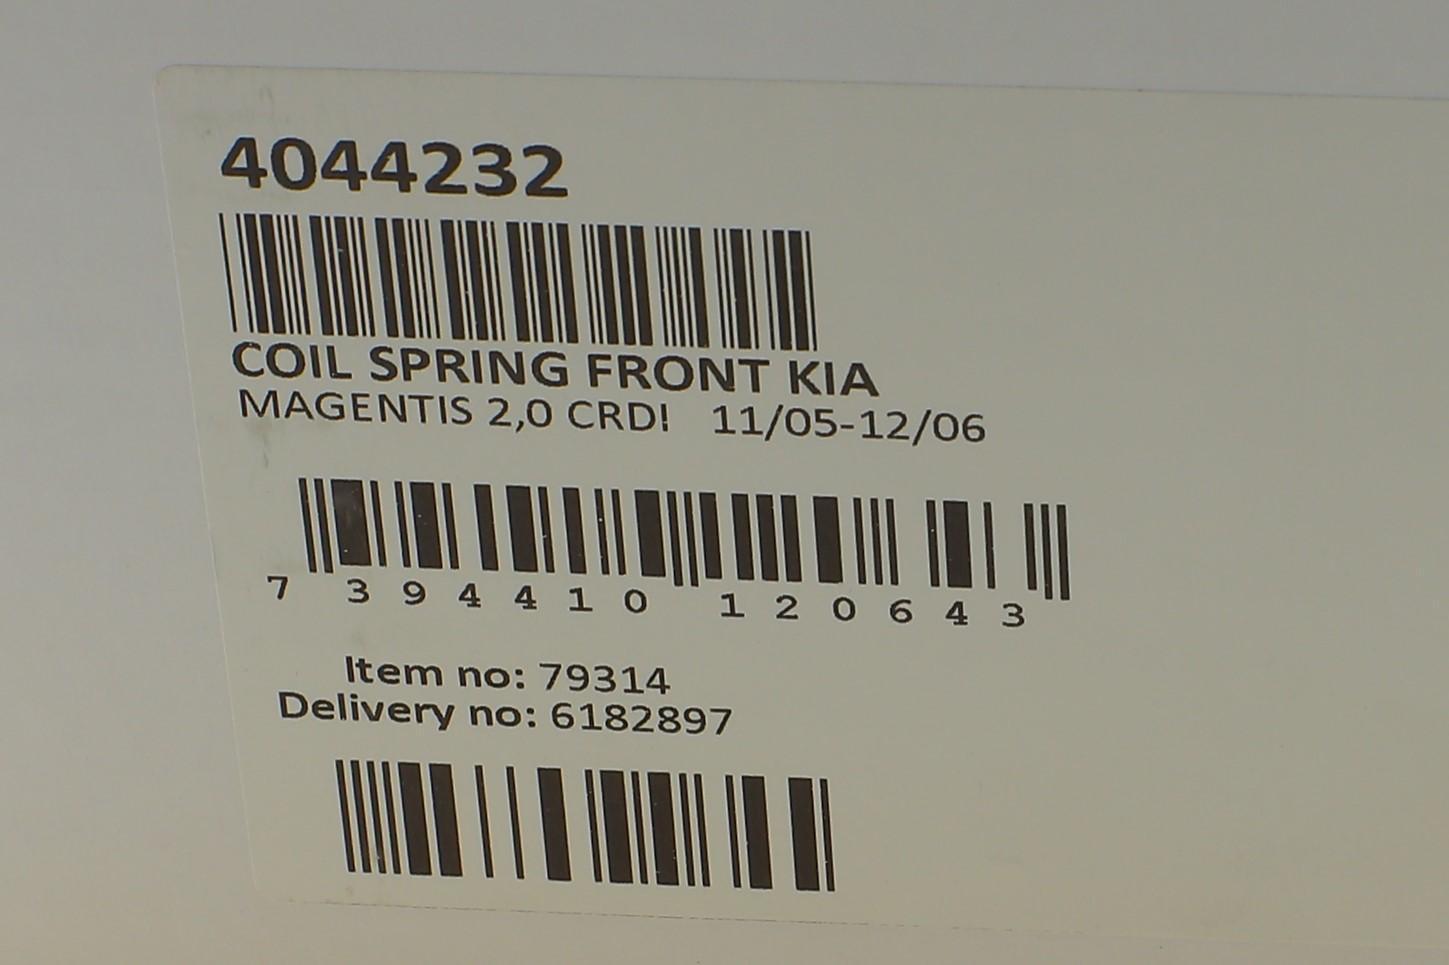 4044232
COIL SPRING FRONT KIA
MAGENTIS 2,0 CRD! 11/05-12/06
7 394410 120643
Item no: 79314
Delivery no: 6182897